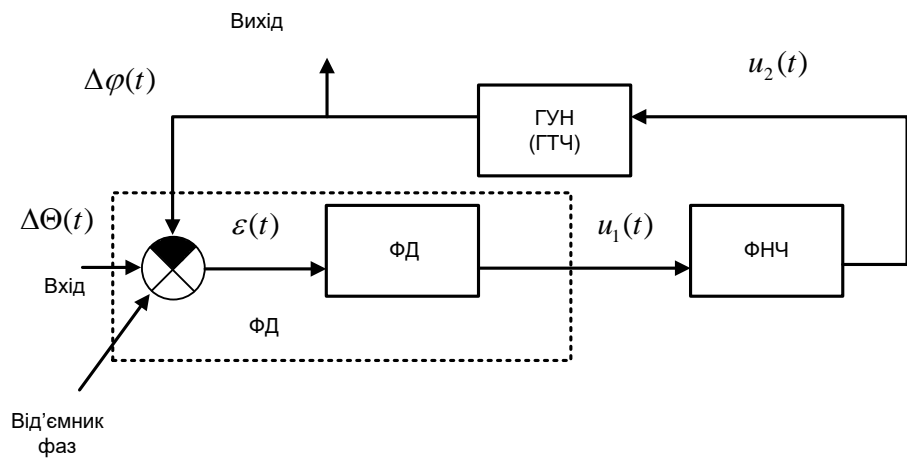 Вихід
Δφ(t)
u₂(t)
ГУН
(ГТЧ)
ΔΘ(t)
ε(t)
u₁(t)
ФД
ФНЧ
Вхід
ФД
Від’ємник
фаз